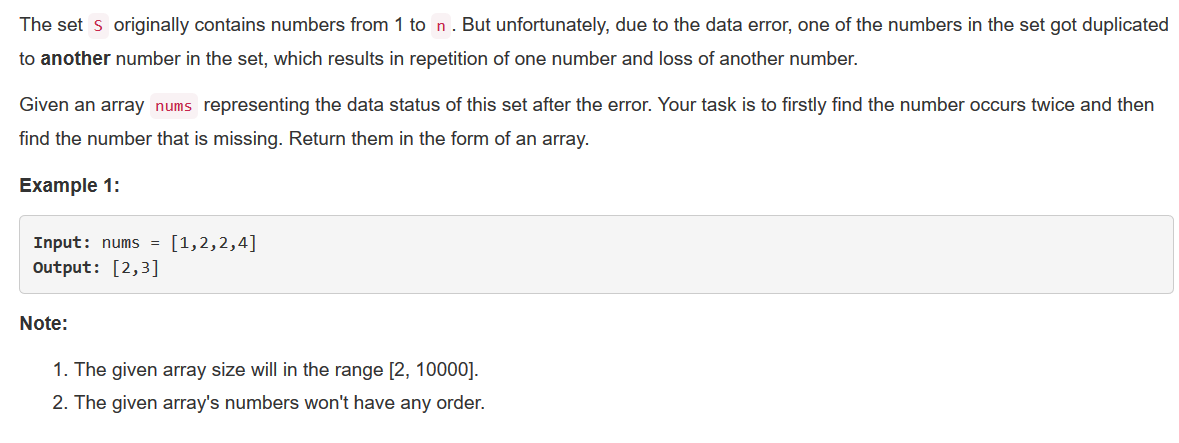 The set S originally contains numbers from 1 to n. But unfortunately, due to the data error, one of the numbers in the set got duplicated
to another number in the set, which results in repetition of one number and loss of another number.
Given an array nums representing the data status of this set after the error. Your task is to firstly find the number occurs twice and then
find the number that is missing. Return them in the form of an array.
Example 1:
Input: nums = [1,2,2,4]
Output: [2,3]
Note:
1. The given array size will in the range [2, 10000].
2. The given array's numbers won't have any order.